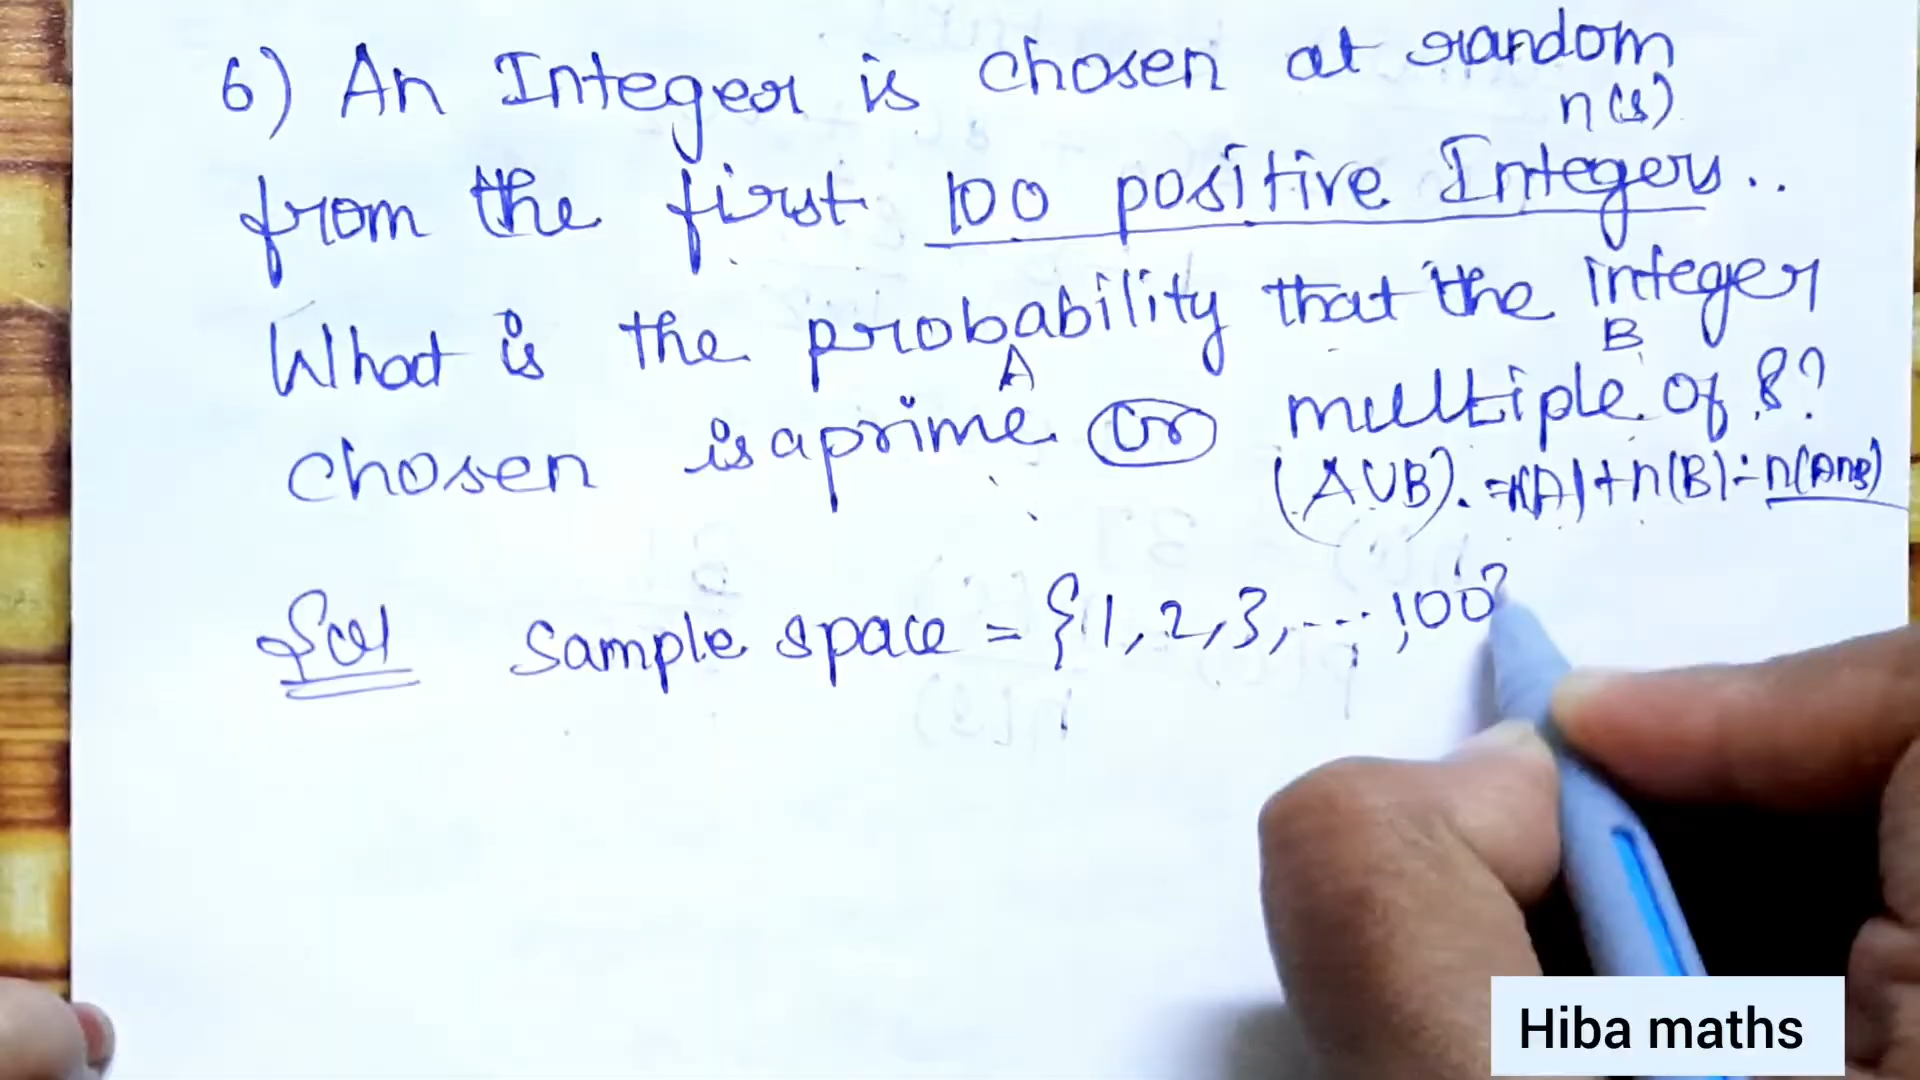 6) An Integer is chosen at random
n(s)
from the first 100 positive Integers..
What is the probability that the integer
A B
chosen is a prime or multiple of 8?
(A∪B). = n(A)+n(B)-n(A∩B)
Sol Sample space = {1,2,3,....,100}
Hiba maths